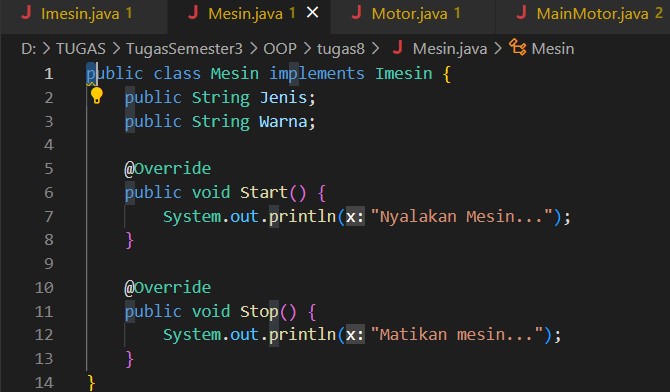 J Imesin.java 1 J Mesin.java 1 × J Motor.java 1 J MainMotor.java 2
D: > TUGAS > TugasSemester3 > OOP > tugas8 > J Mesin.java > Mesin
1 public class Mesin implements Imesin {
2     public String Jenis;
3     public String Warna;
4
5     @Override
6     public void Start() {
7         System.out.println(x: "Nyalakan Mesin...");
8     }
9
10     @Override
11     public void Stop() {
12         System.out.println(x: "Matikan mesin...");
13     }
14 }